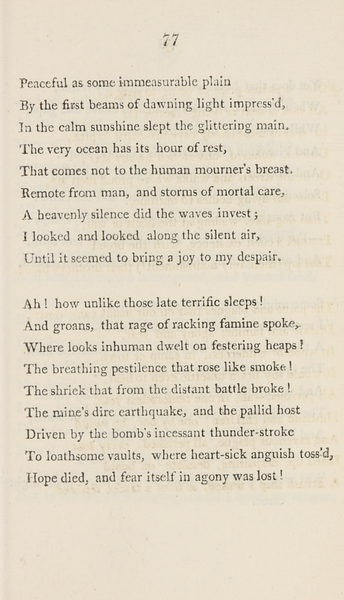 77
Peaceful as some immeasurable plain
By the first beams of dawning light impress'd,
In the calm sunshine slept the glittering main.
The very ocean has its hour of rest,
That comes not to the human mourner's breast.
Remote from man, and storms of mortal care,
A heavenly silence did the waves invest;
I looked and looked along the silent air,
Until it seemed to bring a joy to my despair.
Ah! how unlike those late terrific sleeps!
And groans, that rage of racking famine spoke,
Where looks inhuman dwelt on festering heaps!
The breathing pestilence that rose like smoke!
The shriek that from the distant battle broke!
The mine's dire earthquake, and the pallid host
Driven by the bomb's incessant thunder-stroke
To loathsome vaults, where heart-sick anguish toss'd,
Hope died, and fear itself in agony was lost!